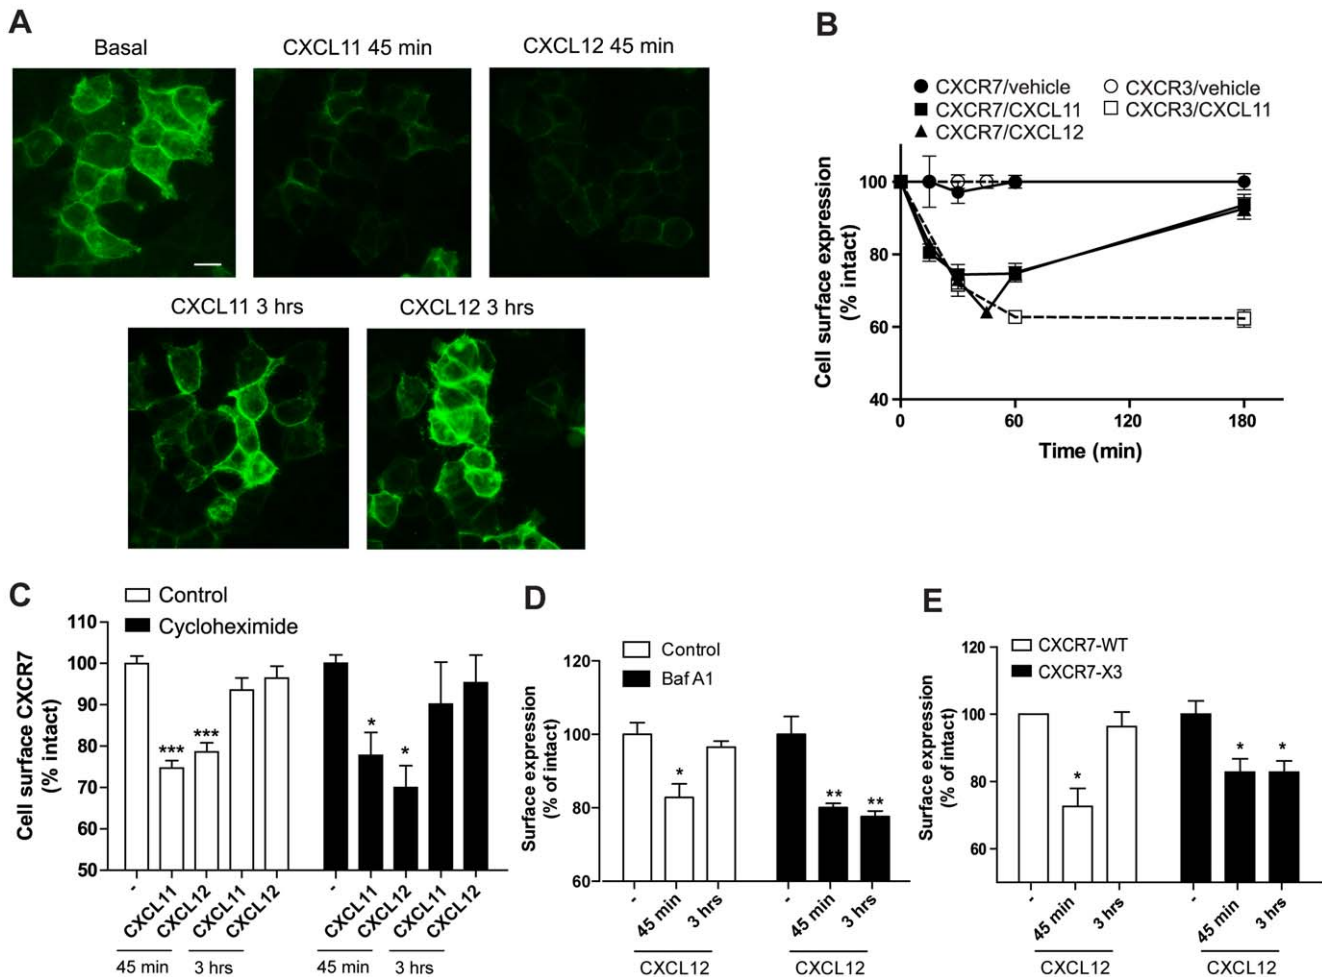 A
Basal
CXCL11 45 min
CXCL12 45 min
CXCL11 3 hrs
CXCL12 3 hrs
B
CXCR7/vehicle
CXCR3/vehicle
CXCR7/CXCL11
CXCR3/CXCL11
CXCR7/CXCL12
Cell surface expression
(% intact)
100
80
60
40
0
60
120
180
Time (min)
C
Control
Cycloheximide
Cell surface CXCR7
(% intact)
110
100
90
80
70
60
50
***
***
*
*
-
CXCL11
CXCL12
CXCL11
CXCL12
-
CXCL11
CXCL12
CXCL11
CXCL12
45 min
3 hrs
45 min
3 hrs
D
Control
Baf A1
Surface expression
(% of intact)
120
100
80
60
*
**
**
-
45 min
3 hrs
-
45 min
3 hrs
CXCL12
CXCL12
E
CXCR7-WT
CXCR7-X3
Surface expression
(% of intact)
120
100
80
60
*
*
*
-
45 min
3 hrs
-
45 min
3 hrs
CXCL12
CXCL12